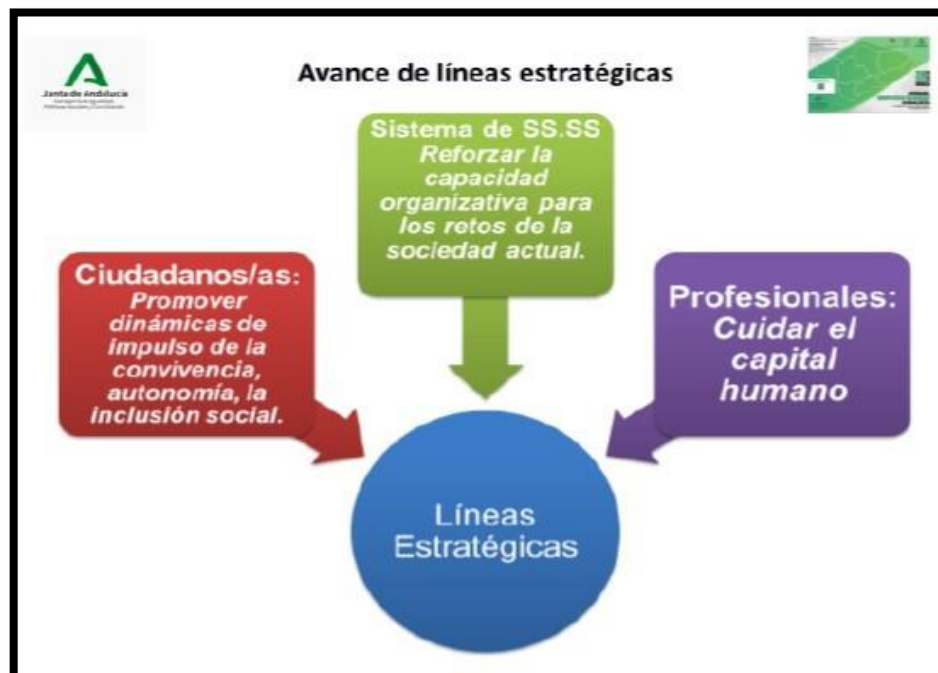 Avance de líneas estratégicas
Junta de Andalucía
Sistema de SS.SS
Reforzar la
capacidad
organizativa para
los retos de la
sociedad actual.
Ciudadanos/as:
Promover
dinámicas de
impulso de la
convivencia,
autonomía, la
inclusión social.
Profesionales:
Cuidar el
capital
humano
Líneas
Estratégicas